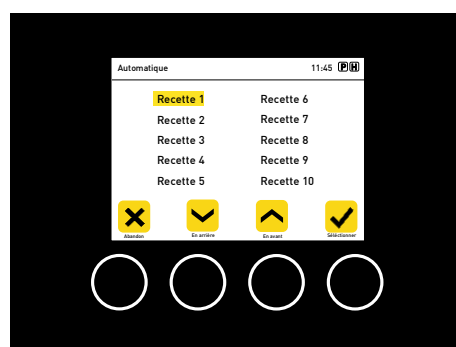 Automatique 11:45 P H
Recette 1 Recette 6
Recette 2 Recette 7
Recette 3 Recette 8
Recette 4 Recette 9
Recette 5 Recette 10
Abandon En arrière En avant Séléctionner